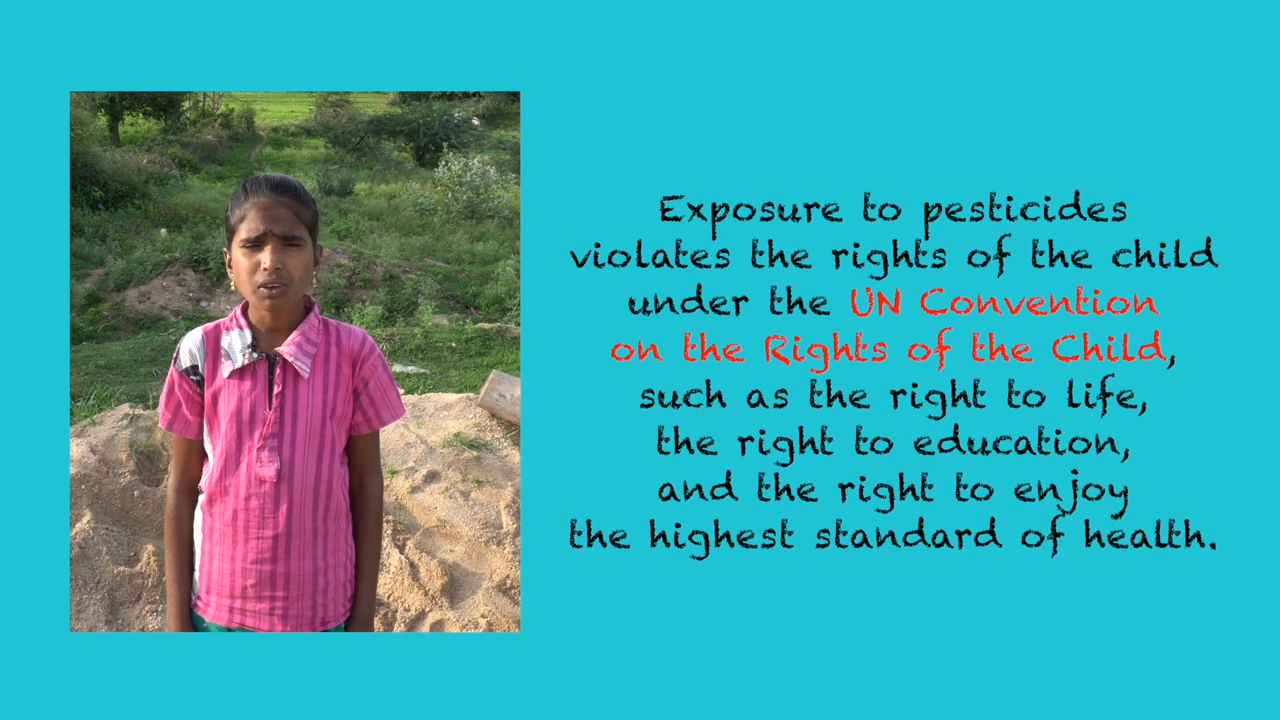 Exposure to pesticides
violates the rights of the child
under the UN Convention
on the Rights of the Child,
such as the right to life,
the right to education,
and the right to enjoy
the highest standard of health.